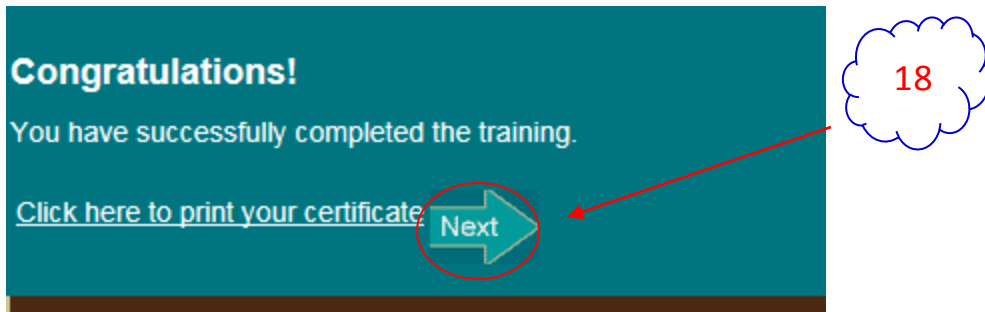 Congratulations!
18
You have successfully completed the training.
Click here to print your certificate
Next